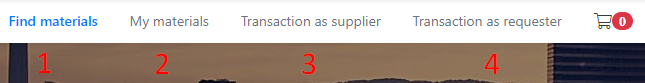 Find materials My materials Transaction as supplier Transaction as requester 0
1 2 3 4